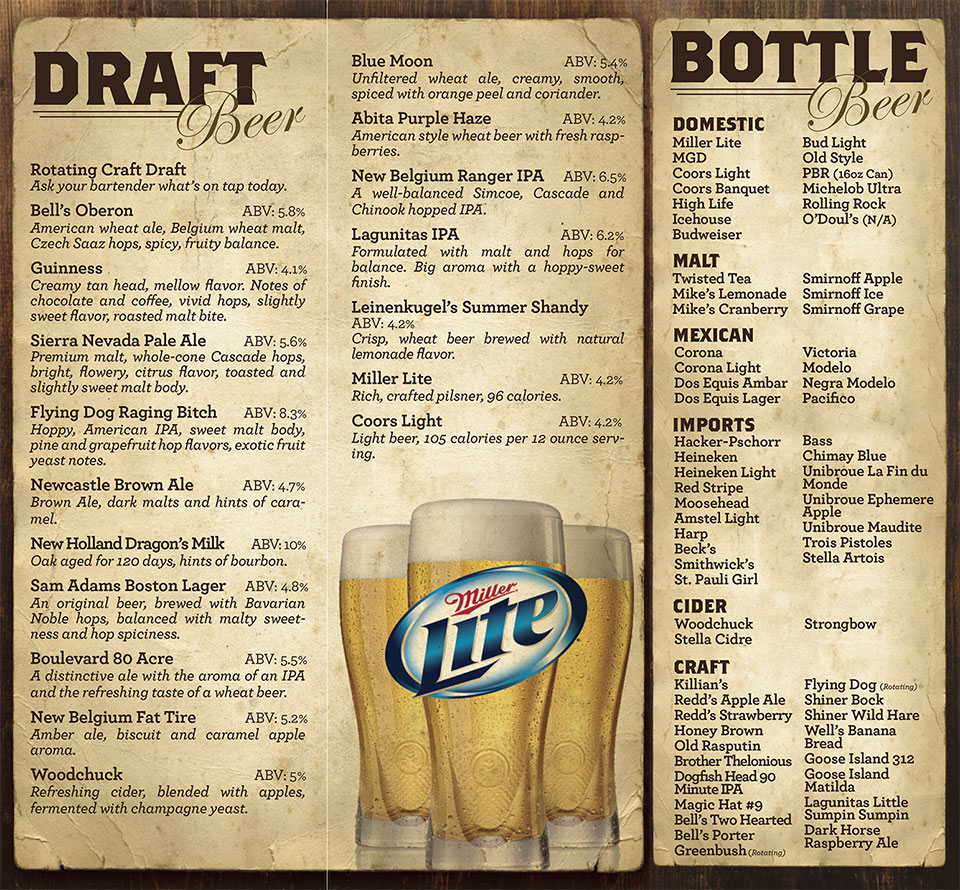 DRAFT
Beer
Rotating Craft Draft
Ask your bartender what's on tap today.
Bell's Oberon ABV: 5.8%
American wheat ale, Belgium wheat malt,
Czech Saaz hops, spicy, fruity balance.
Guinness ABV: 4.1%
Creamy tan head, mellow flavor. Notes of
chocolate and coffee, vivid hops, slightly
sweet flavor, roasted malt bite.
Sierra Nevada Pale Ale ABV: 5.6%
Premium malt, whole-cone Cascade hops,
bright, flowery, citrus flavor, toasted and
slightly sweet malt body.
Flying Dog Raging Bitch ABV: 8.3%
Hoppy, American IPA, sweet malt body,
pine and grapefruit hop flavors, exotic fruit
yeast notes.
Newcastle Brown Ale ABV: 4.7%
Brown Ale, dark malts and hints of cara-
mel.
New Holland Dragon's Milk ABV: 10%
Oak aged for 120 days, hints of bourbon.
Sam Adams Boston Lager ABV: 4.8%
An original beer, brewed with Bavarian
Noble hops, balanced with malty sweet-
ness and hop spiciness.
Boulevard 80 Acre ABV: 5.5%
A distinctive ale with the aroma of an IPA
and the refreshing taste of a wheat beer.
New Belgium Fat Tire ABV: 5.2%
Amber ale, biscuit and caramel apple
aroma.
Woodchuck ABV: 5%
Refreshing cider, blended with apples,
fermented with champagne yeast.
Blue Moon ABV: 5.4%
Unfiltered wheat ale, creamy, smooth,
spiced with orange peel and coriander.
Abita Purple Haze ABV: 4.2%
American style wheat beer with fresh rasp-
berries.
New Belgium Ranger IPA ABV: 6.5%
A well-balanced Simcoe, Cascade and
Chinook hopped IPA.
Lagunitas IPA ABV: 6.2%
Formulated with malt and hops for
balance. Big aroma with a hoppy-sweet
finish.
Leinenkugel's Summer Shandy
ABV: 4.2%
Crisp, wheat beer brewed with natural
lemonade flavor.
Miller Lite ABV: 4.2%
Rich, crafted pilsner, 96 calories.
Coors Light ABV: 4.2%
Light beer, 105 calories per 12 ounce serv-
ing.
Miller
Lite
BOTTLE
Beer
DOMESTIC
Miller Lite
MGD
Coors Light
Coors Banquet
High Life
Icehouse
Budweiser
Bud Light
Old Style
PBR (16oz Can)
Michelob Ultra
Rolling Rock
O'Doul's (N/A)
MALT
Twisted Tea
Mike's Lemonade
Mike's Cranberry
Smirnoff Apple
Smirnoff Ice
Smirnoff Grape
MEXICAN
Corona
Corona Light
Dos Equis Ambar
Dos Equis Lager
Victoria
Modelo
Negra Modelo
Pacifico
IMPORTS
Hacker-Pschorr
Heineken
Heineken Light
Red Stripe
Moosehead
Amstel Light
Harp
Beck's
Smithwick's
St. Pauli Girl
Bass
Chimay Blue
Unibroue La Fin du
Monde
Unibroue Ephemere
Apple
Unibroue Maudite
Trois Pistoles
Stella Artois
CIDER
Woodchuck
Stella Cidre
Strongbow
CRAFT
Killian's
Redd's Apple Ale
Redd's Strawberry
Honey Brown
Old Rasputin
Brother Thelonious
Dogfish Head 90
Minute IPA
Magic Hat #9
Bell's Two Hearted
Bell's Porter
Greenbush (Rotating)
Flying Dog (Rotating)
Shiner Bock
Shiner Wild Hare
Well's Banana
Bread
Goose Island 312
Goose Island
Matilda
Lagunitas Little
Sumpin Sumpin
Dark Horse
Raspberry Ale